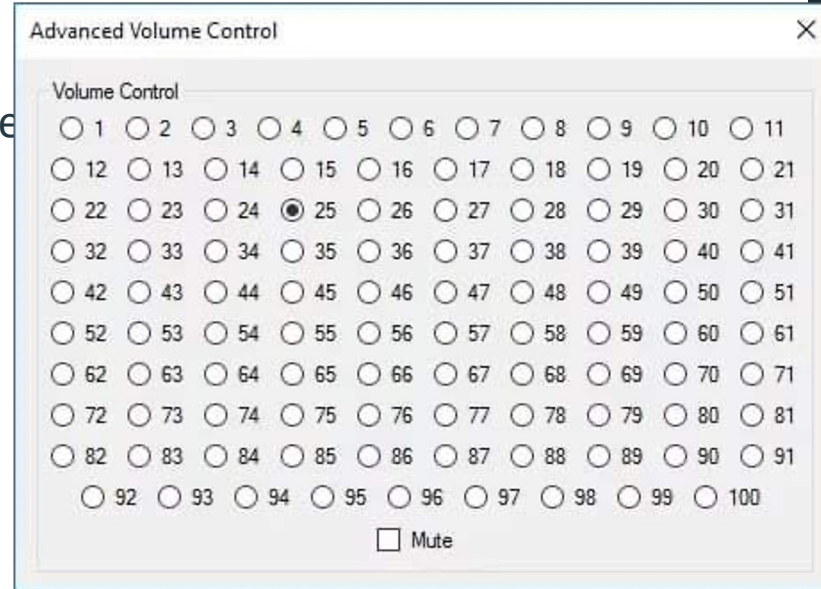 Advanced Volume Control
Volume Control
e
1 2 3 4 5 6 7 8 9 10 11
12 13 14 15 16 17 18 19 20 21
22 23 24 25 26 27 28 29 30 31
32 33 34 35 36 37 38 39 40 41
42 43 44 45 46 47 48 49 50 51
52 53 54 55 56 57 58 59 60 61
62 63 64 65 66 67 68 69 70 71
72 73 74 75 76 77 78 79 80 81
82 83 84 85 86 87 88 89 90 91
92 93 94 95 96 97 98 99 100
Mute